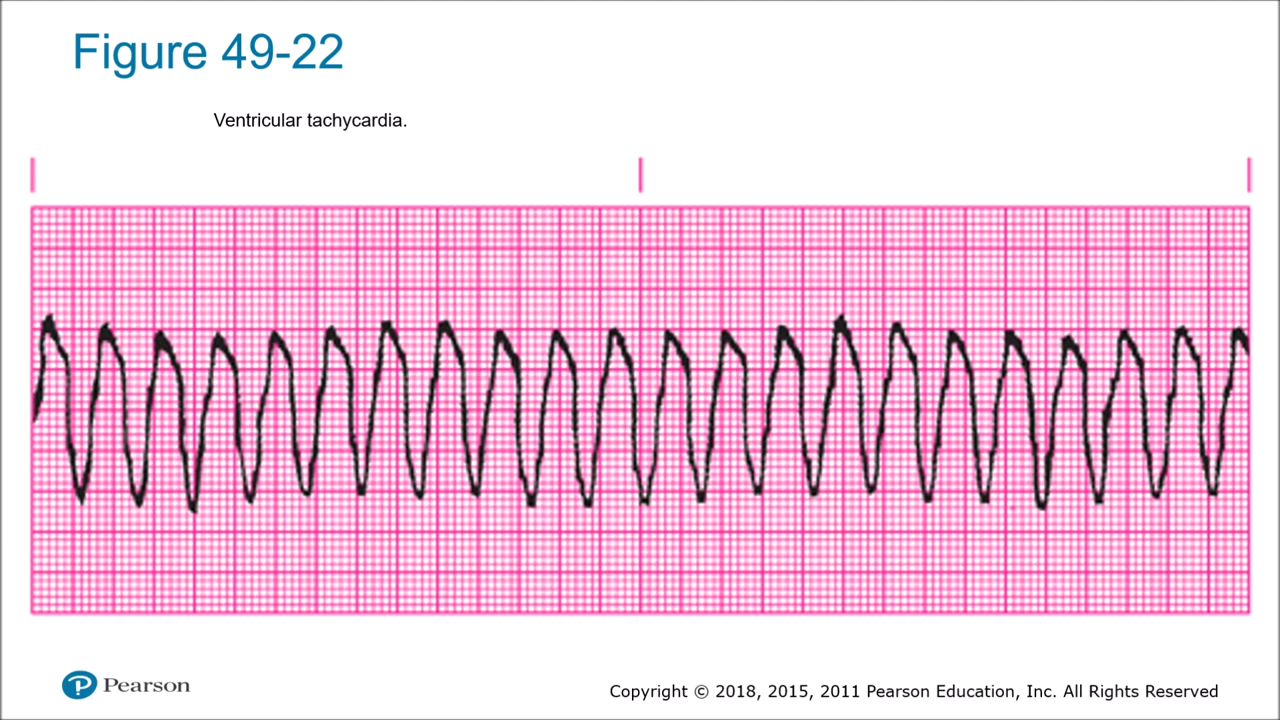 Figure 49-22
Ventricular tachycardia.
Pearson
Copyright © 2018, 2015, 2011 Pearson Education, Inc. All Rights Reserved